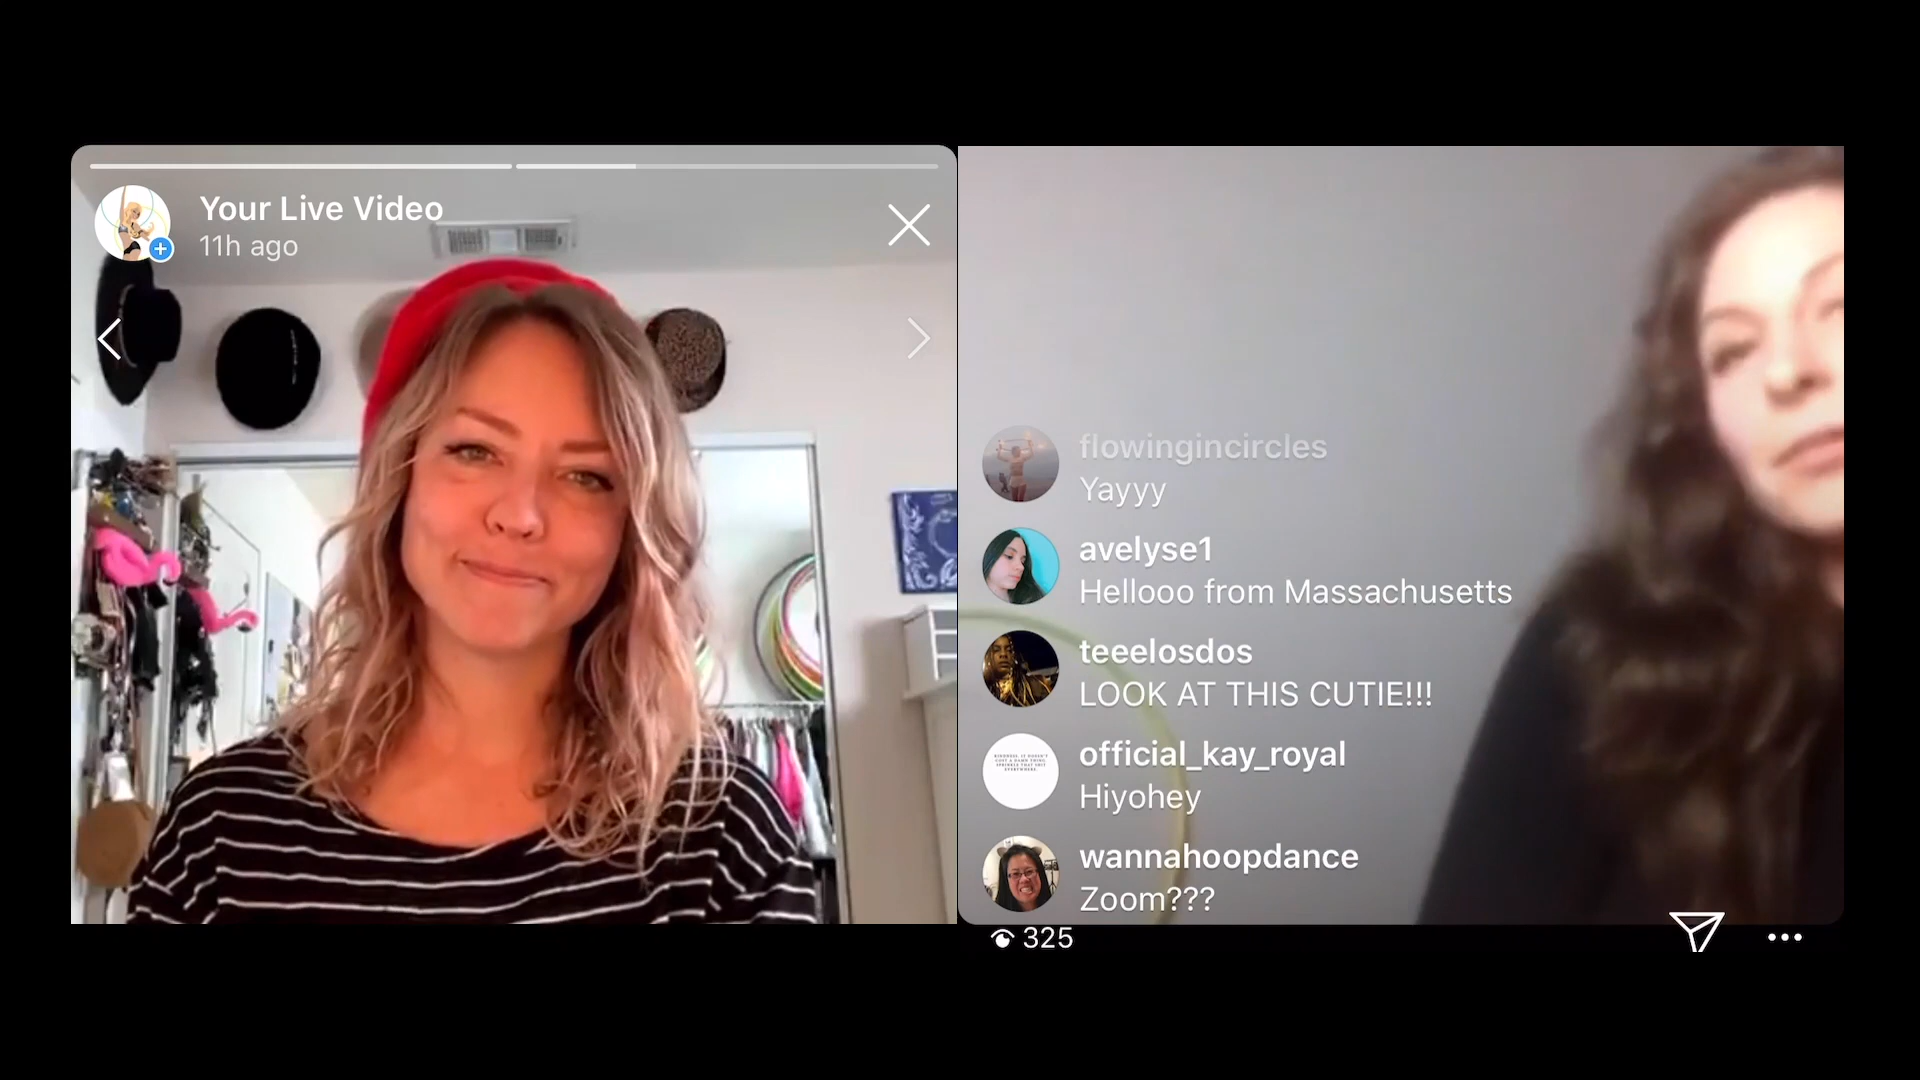 Your Live Video
11h ago
flowingincircles
Yayyy
avelyse1
Hellooo from Massachusetts
teeelosdos
LOOK AT THIS CUTIE!!!
official_kay_royal
Hiyohey
wannahoopdance
Zoom???
325